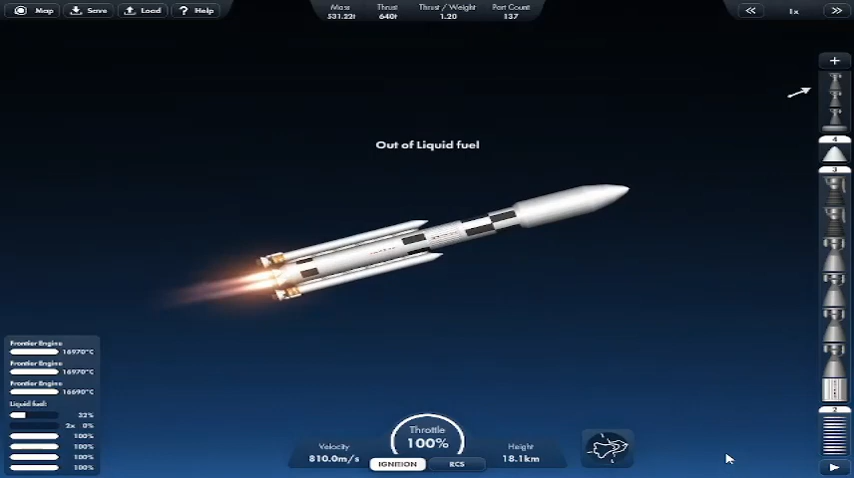 Map Save Load Help
Mass Thrust Thrust / Weight Part Count
531.22t 640t 1.20 137
1x
Out of Liquid fuel
4
3
2
Frontier Engine
16970°C
Frontier Engine
16970°C
Frontier Engine
16690°C
Liquid fuel:
32%
2x 0%
100%
100%
100%
100%
Throttle
100%
Velocity
810.0m/s
Height
18.1km
IGNITION RCS